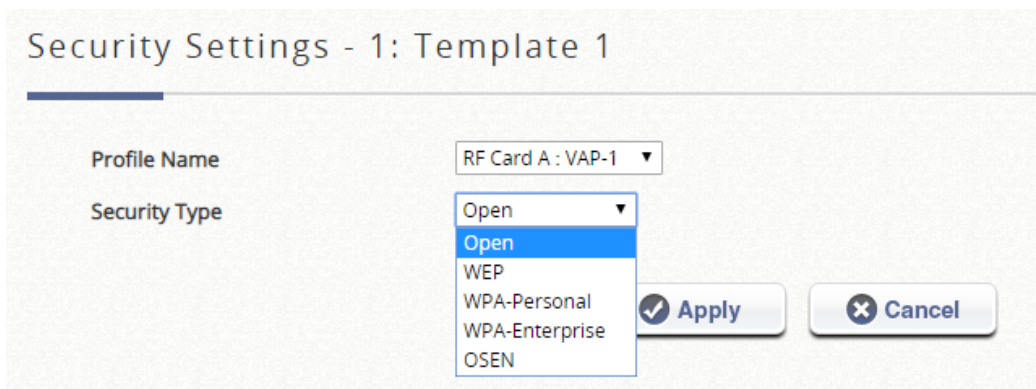 Security Settings - 1: Template 1
Profile Name RF Card A : VAP-1
Security Type Open
Open
WEP
WPA-Personal
WPA-Enterprise
OSEN
Apply Cancel